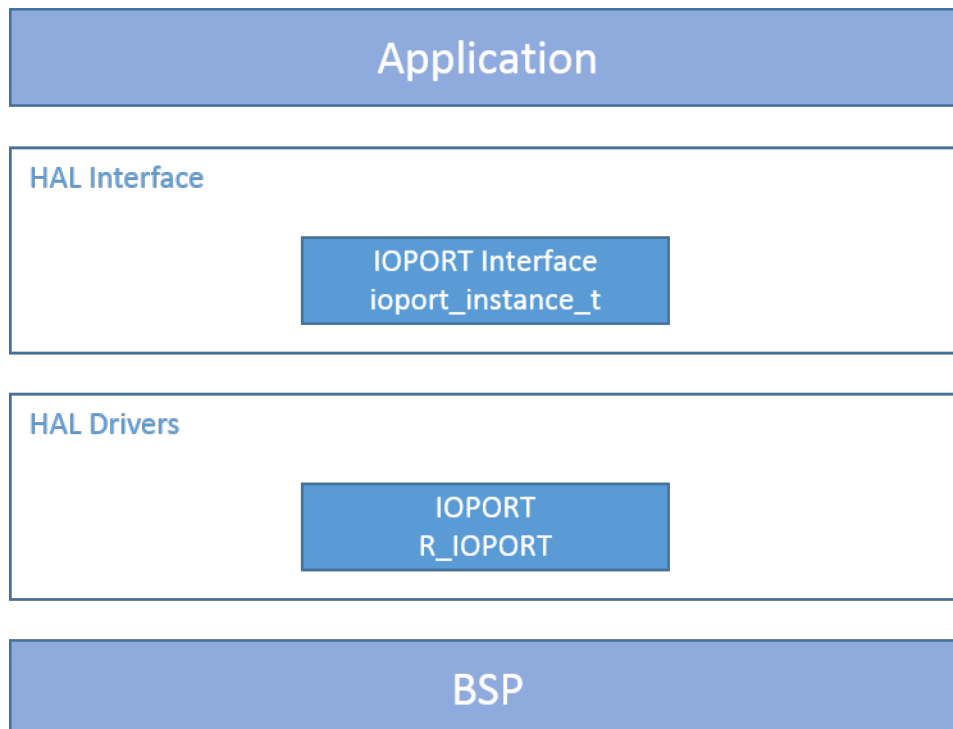 Application
HAL Interface
IOPORT Interface
ioport_instance_t
HAL Drivers
IOPORT
R_IOPORT
BSP